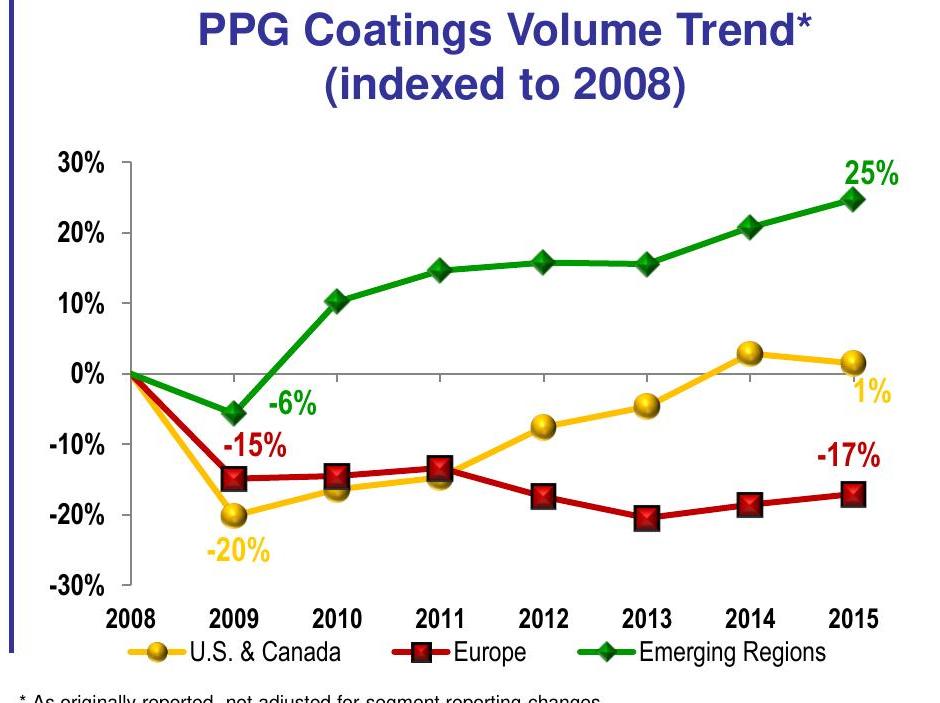 PPG Coatings Volume Trend*
(indexed to 2008)
30%
25%
20%
10%
0%
-6%
1%
-10%
-15%
-17%
-20%
-20%
-30%
2008 2009 2010 2011 2012 2013 2014 2015
U.S. & Canada Europe Emerging Regions
* As originally reported, not adjusted for segment reporting changes